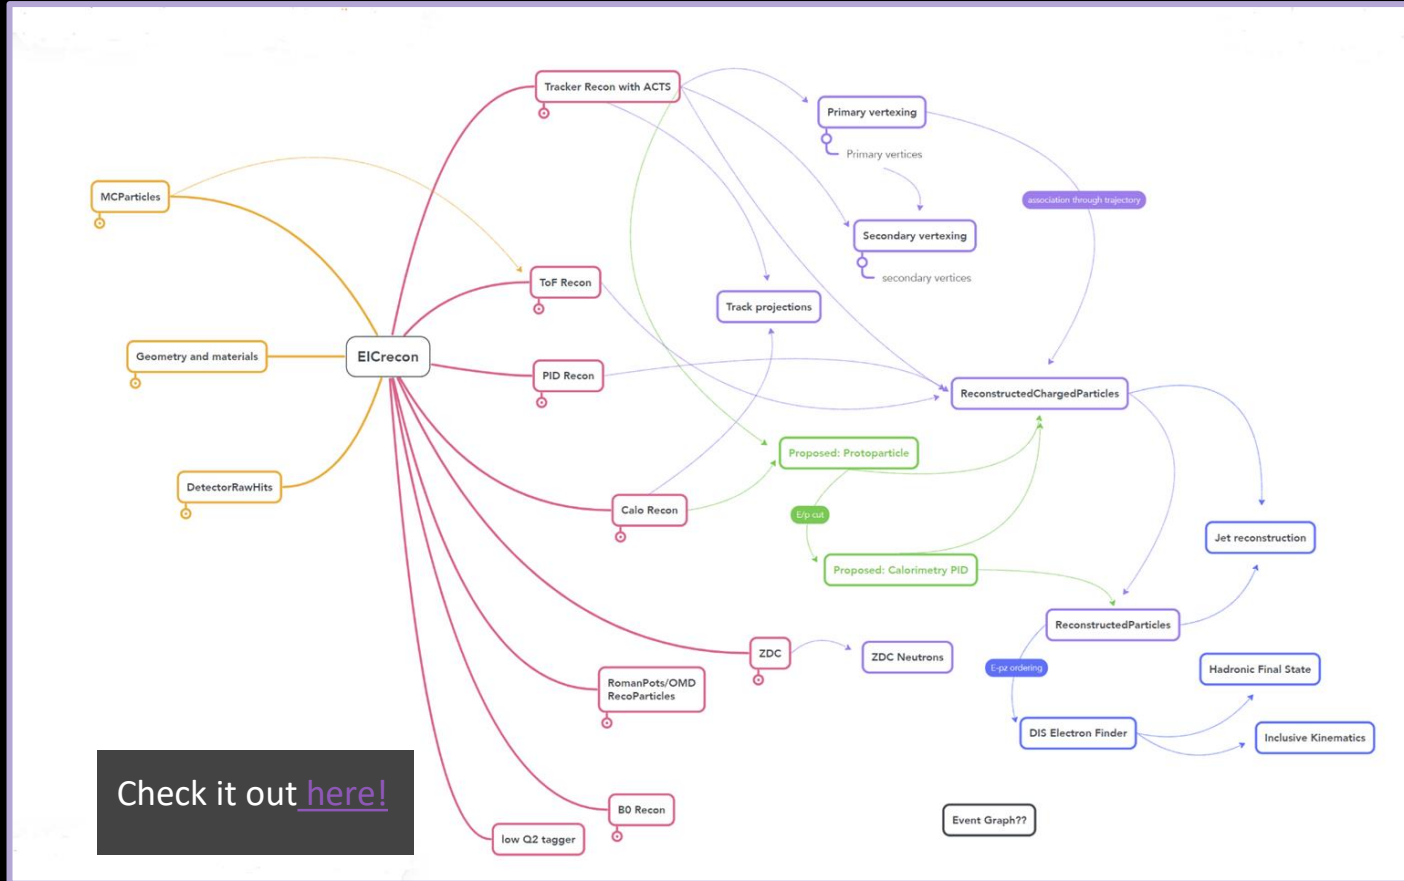 Tracker Recon with ACTS
Primary vertexing
Primary vertices
MCParticles
association through trajectory
Secondary vertexing
secondary vertices
ToF Recon
Track projections
Geometry and materials
EICrecon
PID Recon
ReconstructedChargedParticles
Proposed: Protoparticle
DetectorRawHits
Calo Recon
E/p cut
Jet reconstruction
Proposed: Calorimetry PID
ReconstructedParticles
ZDC
ZDC Neutrons
E-pz ordering
Hadronic Final State
RomanPots/OMD
RecoParticles
DIS Electron Finder
Inclusive Kinematics
Check it out here!
B0 Recon
Event Graph??
low Q2 tagger